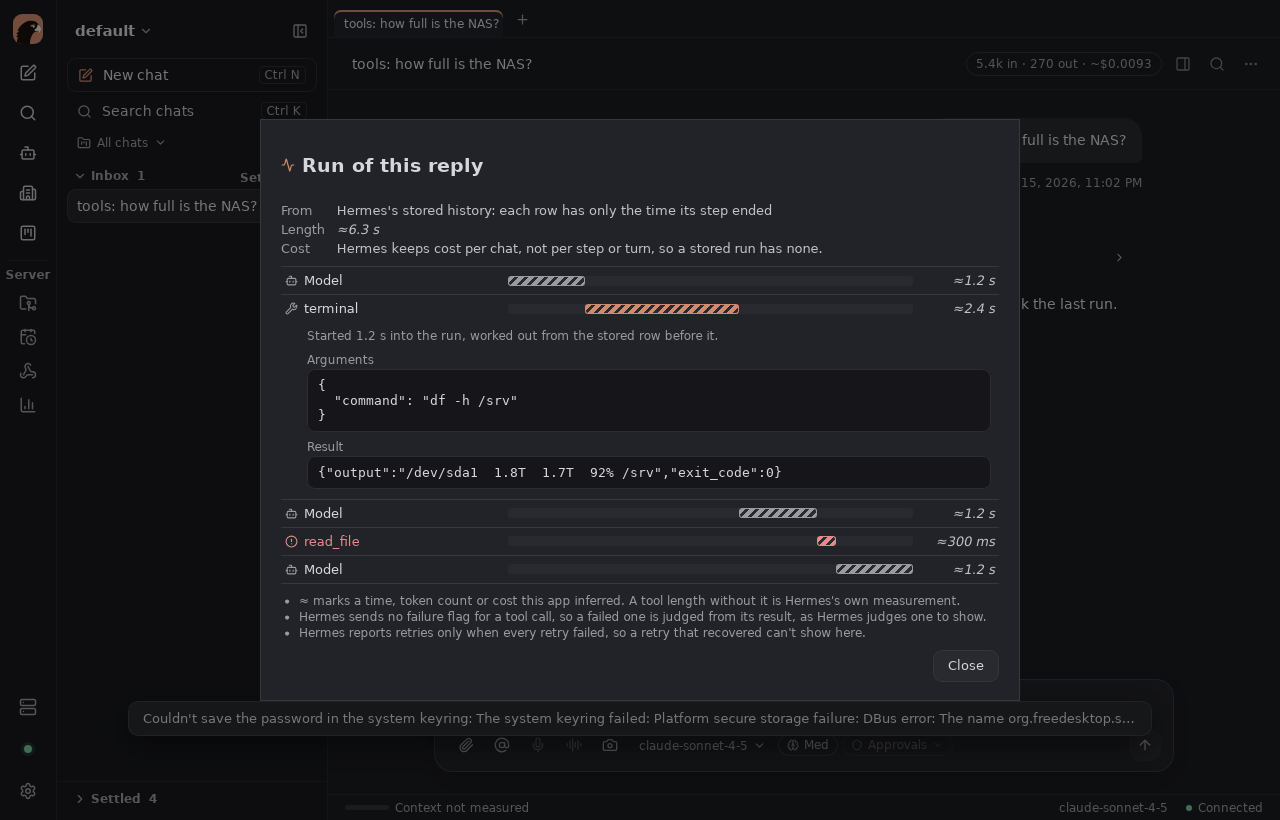 default
tools: how full is the NAS?
New chat
Ctrl N
tools: how full is the NAS?
5.4k in · 270 out · ~$0.0093
Search chats
Ctrl K
All chats
full is the NAS?
Inbox 1
Set
15, 2026, 11:02 PM
tools: how full is the NAS?
Server
k the last run.
Run of this reply
From Hermes's stored history: each row has only the time its step ended
Length ≈6.3 s
Cost Hermes keeps cost per chat, not per step or turn, so a stored run has none.
Model ≈1.2 s
terminal ≈2.4 s
Started 1.2 s into the run, worked out from the stored row before it.
Arguments
{
"command": "df -h /srv"
}
Result
{"output":"/dev/sda1  1.8T  1.7T  92% /srv","exit_code":0}
Model ≈1.2 s
read_file ≈300 ms
Model ≈1.2 s
• ≈ marks a time, token count or cost this app inferred. A tool length without it is Hermes's own measurement.
• Hermes sends no failure flag for a tool call, so a failed one is judged from its result, as Hermes judges one to show.
• Hermes reports retries only when every retry failed, so a retry that recovered can't show here.
Close
Couldn't save the password in the system keyring: The system keyring failed: Platform secure storage failure: DBus error: The name org.freedesktop.s...
claude-sonnet-4-5
Med
Approvals
Settled 4
Context not measured
claude-sonnet-4-5
Connected